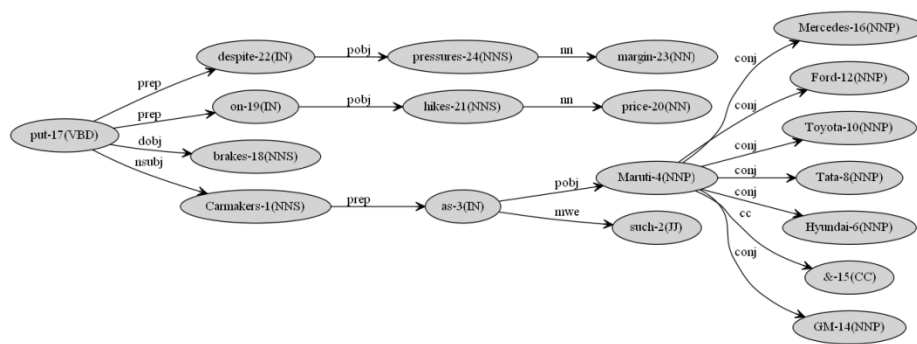 Mercedes-16(NNP)
conj
despite-22(IN) pobj pressures-24(NNS) nn margin-23(NN)
Ford-12(NNP)
prep
conj
prep on-19(IN) pobj hikes-21(NNS) nn price-20(NN)
Toyota-10(NNP)
conj
put-17(VBD)
dobj brakes-18(NNS)
nsubj
Maruti-4(NNP) conj Tata-8(NNP)
pobj
conj
Carmakers-1(NNS) prep as-3(IN)
mwe such-2(JJ)
cc Hyundai-6(NNP)
conj
&-15(CC)
GM-14(NNP)